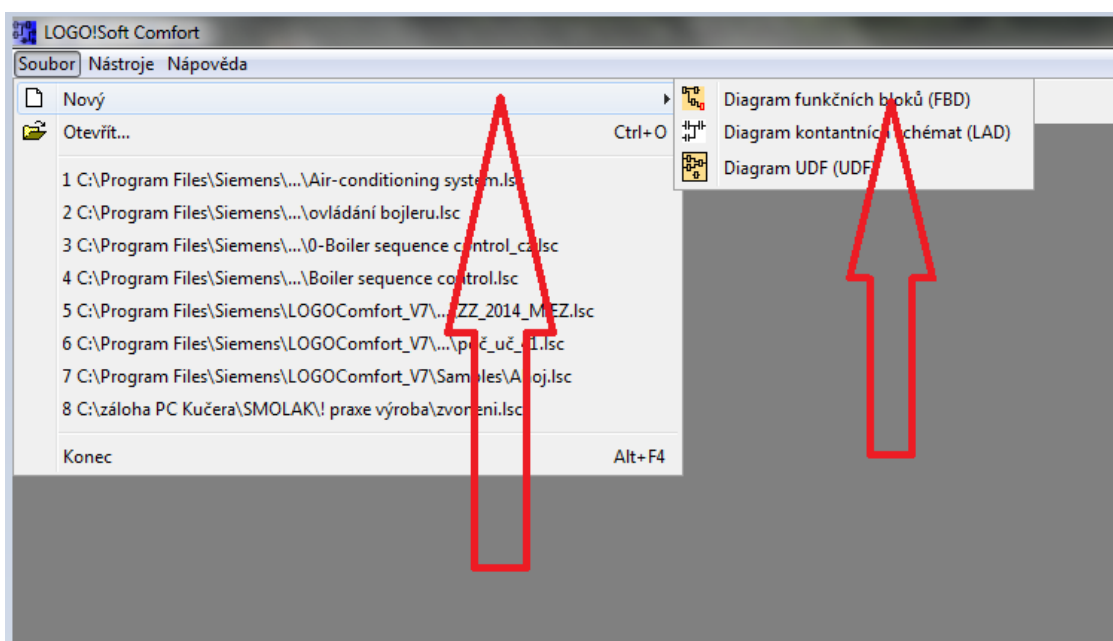 LOGO!Soft Comfort
Soubor Nástroje Nápověda
Nový
Otevřít... Ctrl+O
1 C:\Program Files\Siemens\...\Air-conditioning system.lsc
2 C:\Program Files\Siemens\...\ovládání bojleru.lsc
3 C:\Program Files\Siemens\...\0-Boiler sequence control_cz.lsc
4 C:\Program Files\Siemens\...\Boiler sequence control.lsc
5 C:\Program Files\Siemens\LOGOComfort_V7\...\ZZ_2014_MIEZ.lsc
6 C:\Program Files\Siemens\LOGOComfort_V7\...\poč_uč_41.lsc
7 C:\Program Files\Siemens\LOGOComfort_V7\Samples\Ahoj.lsc
8 C:\záloha PC Kučera\SMOLAK\! praxe výroba\zvoneni.lsc
Konec Alt+F4
Diagram funkčních bloků (FBD)
Diagram kontantních schémat (LAD)
Diagram UDF (UDF)